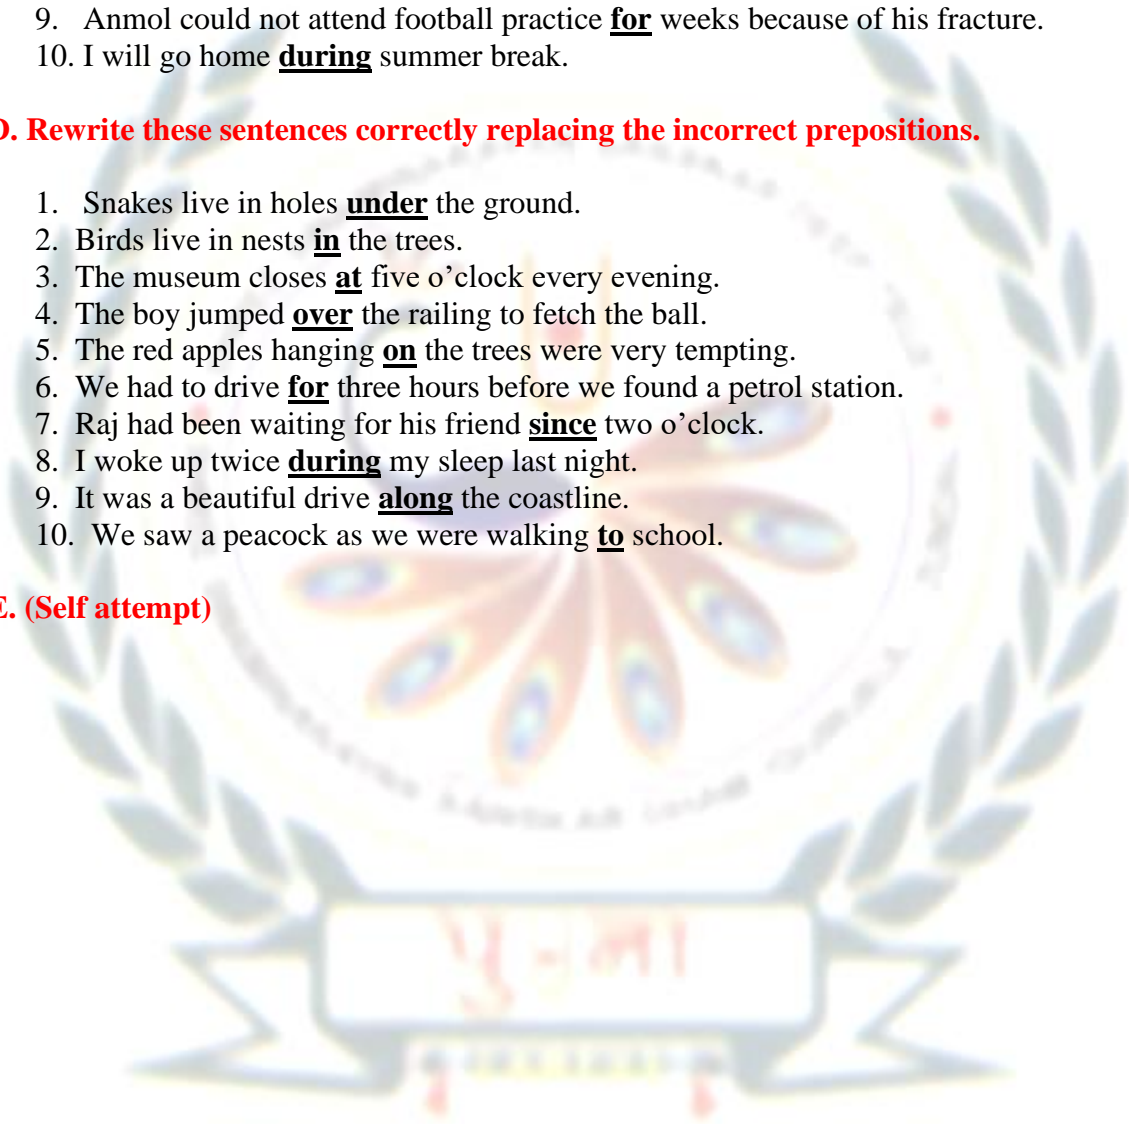 9. Anmol could not attend football practice for weeks because of his fracture.
10. I will go home during summer break.
D. Rewrite these sentences correctly replacing the incorrect prepositions.
1. Snakes live in holes under the ground.
2. Birds live in nests in the trees.
3. The museum closes at five o’clock every evening.
4. The boy jumped over the railing to fetch the ball.
5. The red apples hanging on the trees were very tempting.
6. We had to drive for three hours before we found a petrol station.
7. Raj had been waiting for his friend since two o’clock.
8. I woke up twice during my sleep last night.
9. It was a beautiful drive along the coastline.
10. We saw a peacock as we were walking to school.
E. (Self attempt)